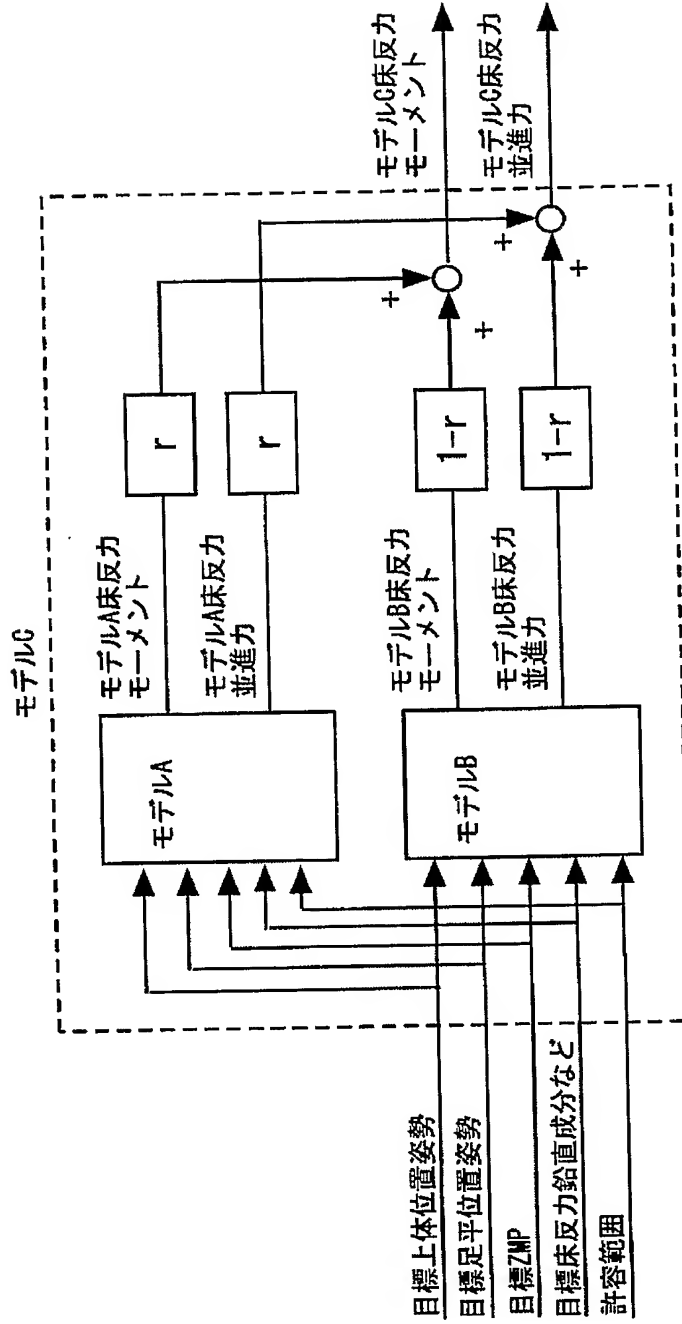 モデルC
モデルA
モデルA床反力
モーメント
モデルA床反力
並進力
r
r
+
+
モデルC床反力
モーメント
モデルB
モデルB床反力
モーメント
モデルB床反力
並進力
1-r
1-r
+
+
モデルC床反力
並進力
目標上体位置姿勢
目標足平位置姿勢
目標ZMP
目標床反力鉛直成分など
許容範囲